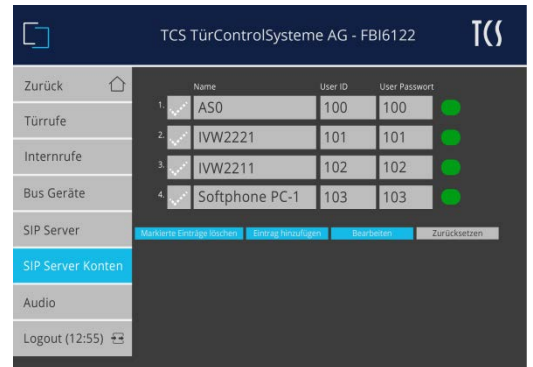 TCS TürControlSysteme AG - FBI6122
TCS
Zurück
Türrufe
Internrufe
Bus Geräte
SIP Server
SIP Server Konten
Audio
Logout (12:55)
Name User ID User Passwort
1. AS0 100 100
2. IVW2221 101 101
3. IVW2211 102 102
4. Softphone PC-1 103 103
Markierte Einträge löschen Eintrag hinzufügen Bearbeiten Zurücksetzen